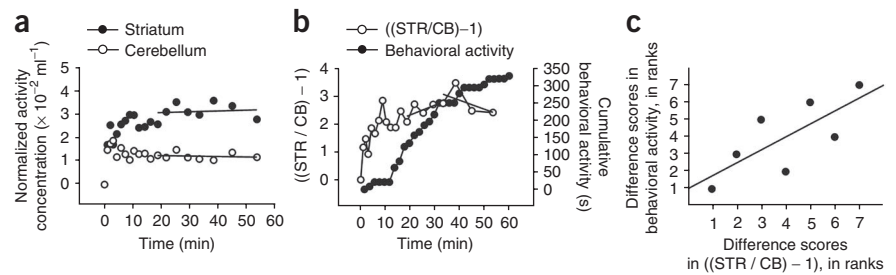 a
Striatum
Cerebellum
Normalized activity
concentration (× 10⁻² ml⁻¹)
5
4
3
2
1
0
0 10 20 30 40 50 60
Time (min)
b
((STR/CB)−1)
Behavioral activity
((STR / CB) − 1)
4
3
2
1
0
350
300
250
200
150
100
50
0
Cumulative
behavioral activity (s)
0 10 20 30 40 50 60
Time (min)
c
Difference scores in
behavioral activity, in ranks
7
6
5
4
3
2
1
1 2 3 4 5 6 7
Difference scores
in ((STR / CB) − 1), in ranks